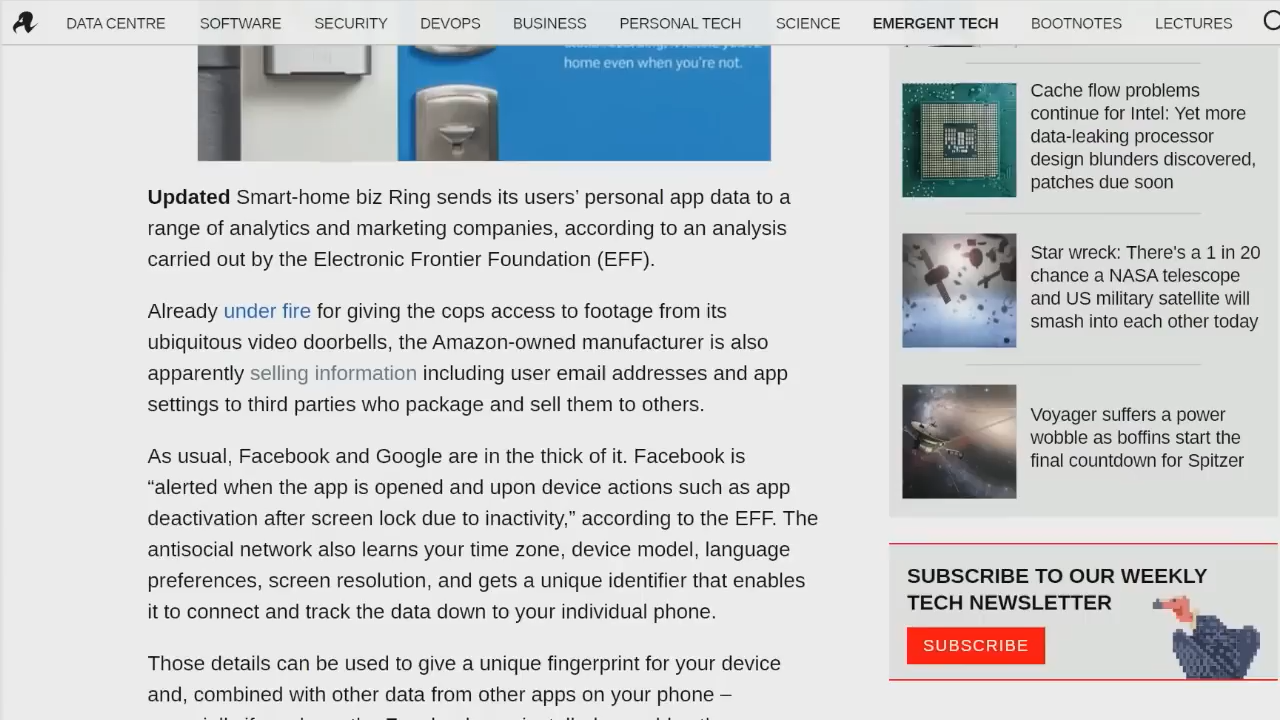 DATA CENTRE SOFTWARE SECURITY DEVOPS BUSINESS PERSONAL TECH SCIENCE EMERGENT TECH BOOTNOTES LECTURES
home even when you're not.
Updated Smart-home biz Ring sends its users’ personal app data to a
range of analytics and marketing companies, according to an analysis
carried out by the Electronic Frontier Foundation (EFF).
Already under fire for giving the cops access to footage from its
ubiquitous video doorbells, the Amazon-owned manufacturer is also
apparently selling information including user email addresses and app
settings to third parties who package and sell them to others.
As usual, Facebook and Google are in the thick of it. Facebook is
“alerted when the app is opened and upon device actions such as app
deactivation after screen lock due to inactivity,” according to the EFF. The
antisocial network also learns your time zone, device model, language
preferences, screen resolution, and gets a unique identifier that enables
it to connect and track the data down to your individual phone.
Those details can be used to give a unique fingerprint for your device
and, combined with other data from other apps on your phone –
Cache flow problems
continue for Intel: Yet more
data-leaking processor
design blunders discovered,
patches due soon
Star wreck: There's a 1 in 20
chance a NASA telescope
and US military satellite will
smash into each other today
Voyager suffers a power
wobble as boffins start the
final countdown for Spitzer
SUBSCRIBE TO OUR WEEKLY
TECH NEWSLETTER
SUBSCRIBE